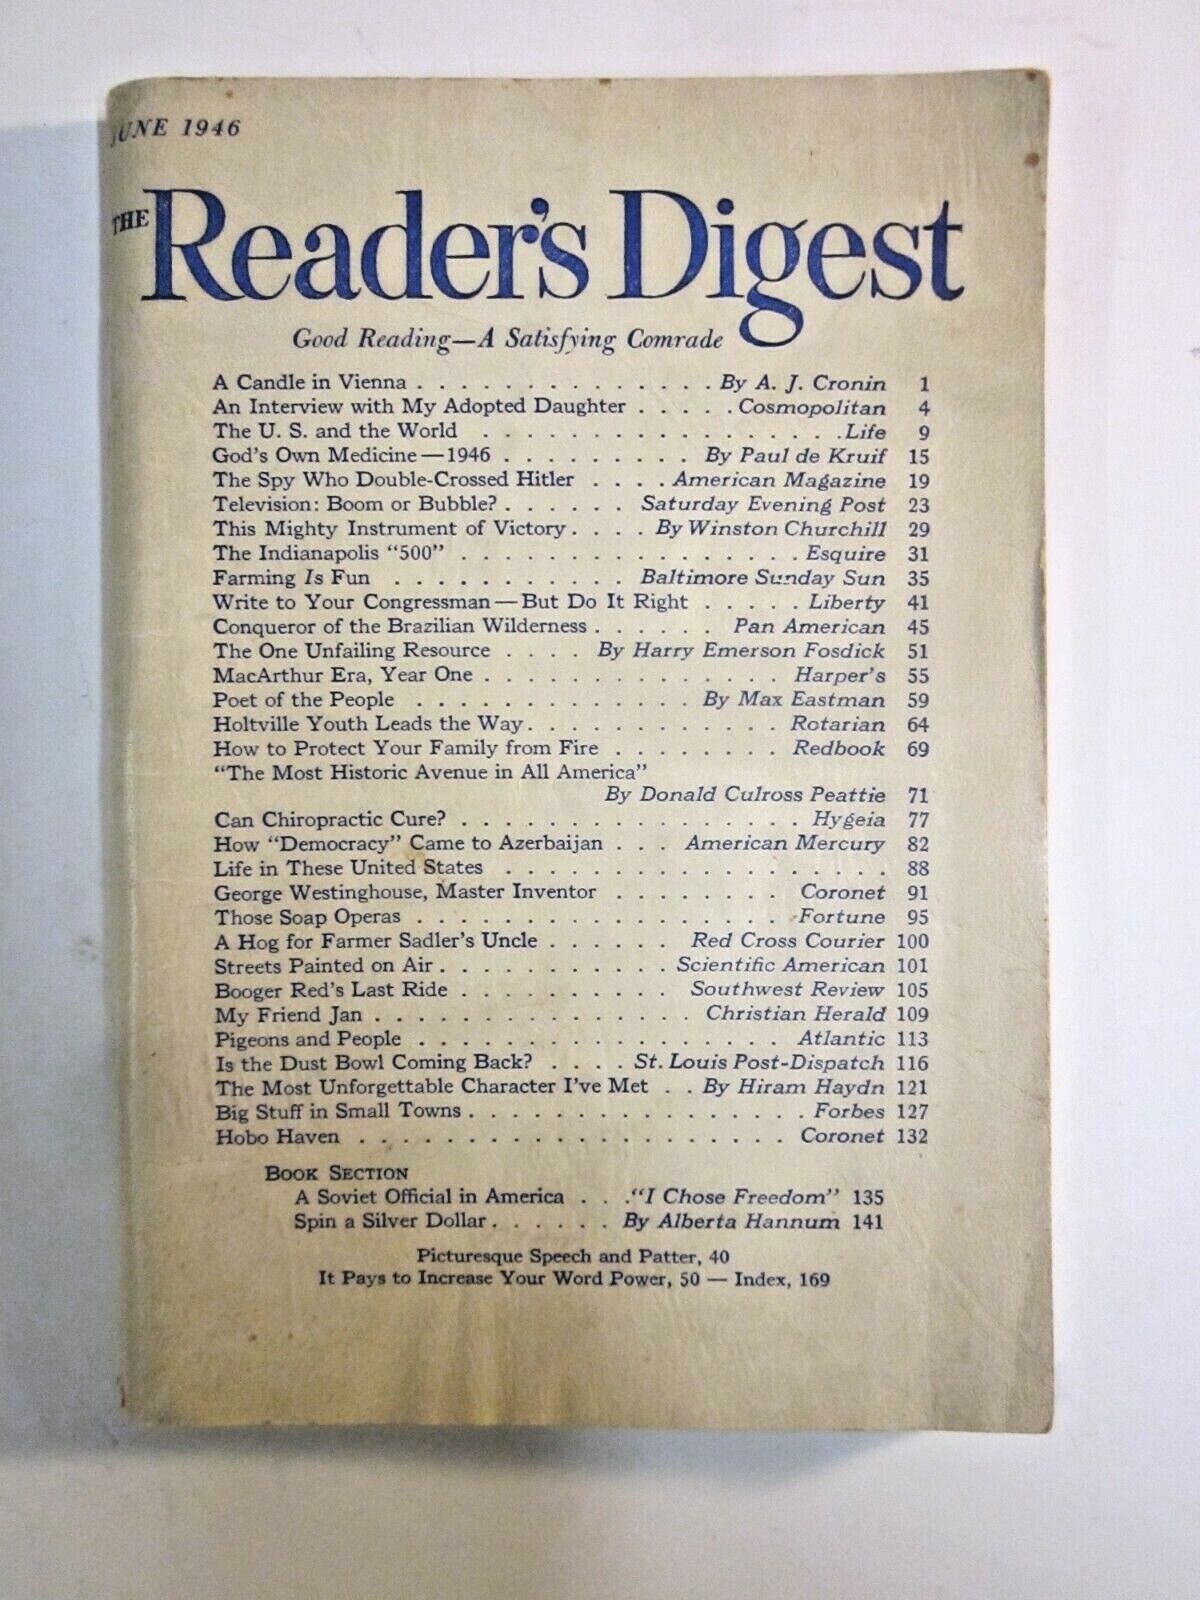 JUNE 1946
THE Reader's Digest
Good Reading—A Satisfying Comrade
A Candle in Vienna . . . . . . . . . . . . . . By A. J. Cronin 1
An Interview with My Adopted Daughter . . . . . Cosmopolitan 4
The U. S. and the World . . . . . . . . . . . . . . . . . Life 9
God's Own Medicine—1946 . . . . . . . . . By Paul de Kruif 15
The Spy Who Double-Crossed Hitler . . . . American Magazine 19
Television: Boom or Bubble? . . . . . . Saturday Evening Post 23
This Mighty Instrument of Victory . . . . By Winston Churchill 29
The Indianapolis "500" . . . . . . . . . . . . . . . . Esquire 31
Farming Is Fun . . . . . . . . . . . Baltimore Sunday Sun 35
Write to Your Congressman—But Do It Right . . . . . Liberty 41
Conqueror of the Brazilian Wilderness . . . . . . Pan American 45
The One Unfailing Resource . . . . By Harry Emerson Fosdick 51
MacArthur Era, Year One . . . . . . . . . . . . . . Harper's 55
Poet of the People . . . . . . . . . . . . . By Max Eastman 59
Holtville Youth Leads the Way . . . . . . . . . . . . Rotarian 64
How to Protect Your Family from Fire . . . . . . . . Redbook 69
"The Most Historic Avenue in All America"
By Donald Culross Peattie 71
Can Chiropractic Cure? . . . . . . . . . . . . . . . . Hygeia 77
How "Democracy" Came to Azerbaijan . . . American Mercury 82
Life in These United States . . . . . . . . . . . . . . . . . . 88
George Westinghouse, Master Inventor . . . . . . . . Coronet 91
Those Soap Operas . . . . . . . . . . . . . . . . . Fortune 95
A Hog for Farmer Sadler's Uncle . . . . . . Red Cross Courier 100
Streets Painted on Air . . . . . . . . . . . Scientific American 101
Booger Red's Last Ride . . . . . . . . . . Southwest Review 105
My Friend Jan . . . . . . . . . . . . . . . Christian Herald 109
Pigeons and People . . . . . . . . . . . . . . . . . Atlantic 113
Is the Dust Bowl Coming Back? . . . . St. Louis Post-Dispatch 116
The Most Unforgettable Character I've Met . . By Hiram Haydn 121
Big Stuff in Small Towns . . . . . . . . . . . . . . . . Forbes 127
Hobo Haven . . . . . . . . . . . . . . . . . . . . Coronet 132
BOOK SECTION
A Soviet Official in America . . . "I Chose Freedom" 135
Spin a Silver Dollar . . . . . . By Alberta Hannum 141
Picturesque Speech and Patter, 40
It Pays to Increase Your Word Power, 50 — Index, 169